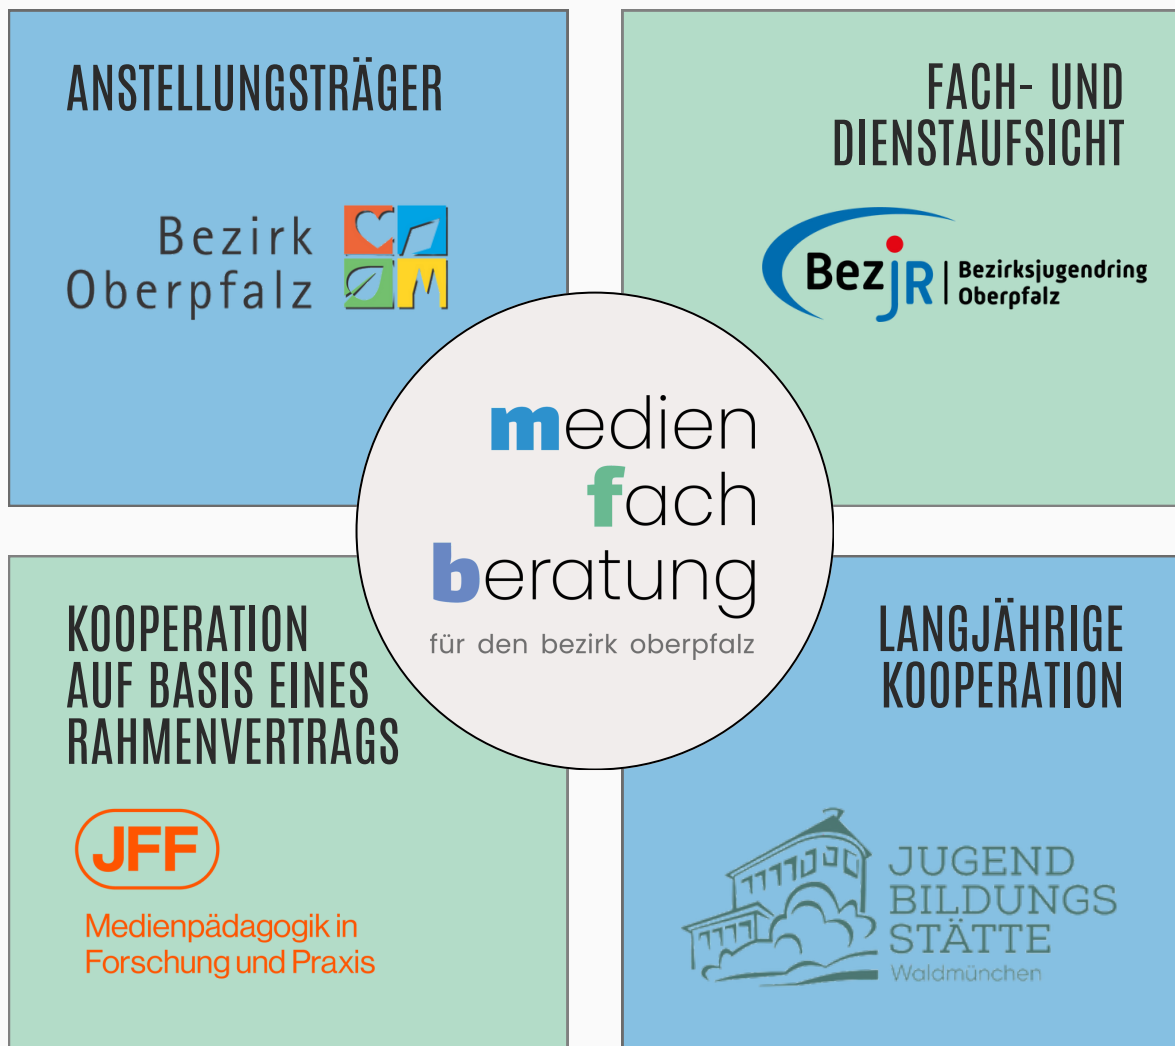 ANSTELLUNGSTRÄGER
Bezirk
Oberpfalz
FACH- UND
DIENSTAUFSICHT
BezjR
Bezirksjugendring
Oberpfalz
medien
fach
beratung
für den bezirk oberpfalz
KOOPERATION
AUF BASIS EINES
RAHMENVERTRAGS
JFF
Medienpädagogik in
Forschung und Praxis
LANGJÄHRIGE
KOOPERATION
JUGEND
BILDUNGS
STÄTTE
Waldmünchen